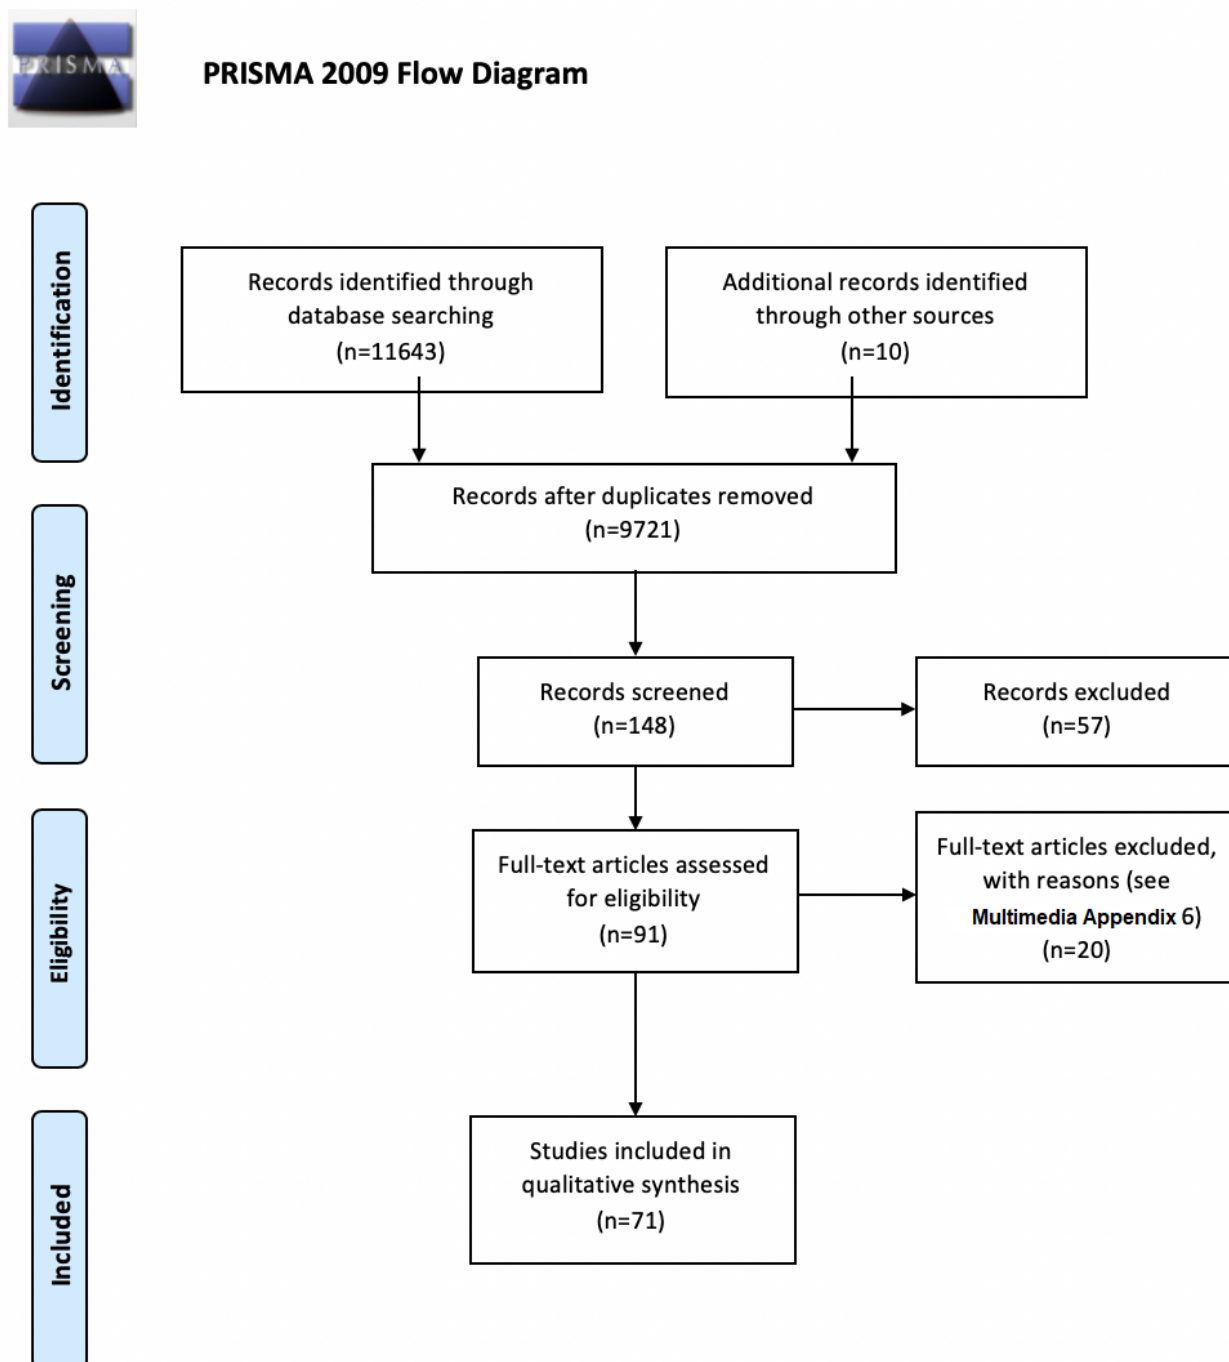 PRISMA
PRISMA 2009 Flow Diagram
Identification
Records identified through
database searching
(n=11643)
Additional records identified
through other sources
(n=10)
Records after duplicates removed
(n=9721)
Screening
Records screened
(n=148)
Records excluded
(n=57)
Eligibility
Full-text articles assessed
for eligibility
(n=91)
Full-text articles excluded,
with reasons (see
Multimedia Appendix 6)
(n=20)
Included
Studies included in
qualitative synthesis
(n=71)